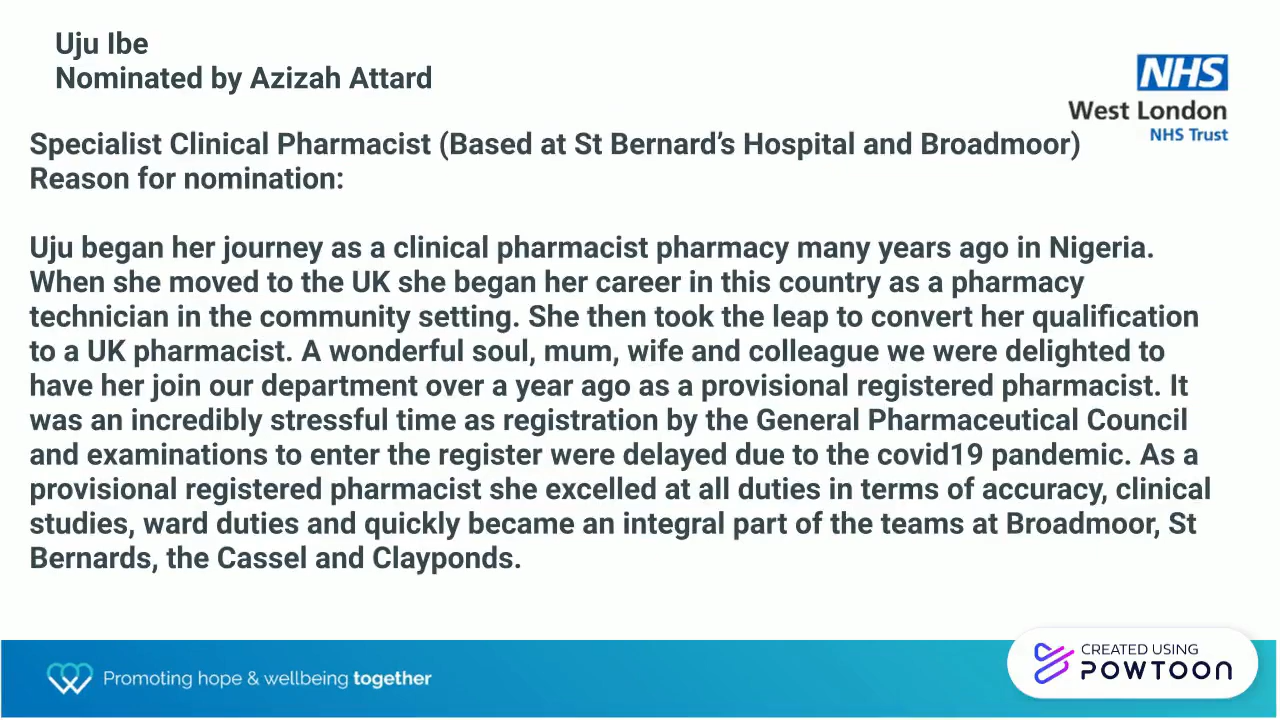 Uju Ibe
Nominated by Azizah Attard
NHS
West London
NHS Trust
Specialist Clinical Pharmacist (Based at St Bernard’s Hospital and Broadmoor)
Reason for nomination:
Uju began her journey as a clinical pharmacist pharmacy many years ago in Nigeria.
When she moved to the UK she began her career in this country as a pharmacy
technician in the community setting. She then took the leap to convert her qualification
to a UK pharmacist. A wonderful soul, mum, wife and colleague we were delighted to
have her join our department over a year ago as a provisional registered pharmacist. It
was an incredibly stressful time as registration by the General Pharmaceutical Council
and examinations to enter the register were delayed due to the covid19 pandemic. As a
provisional registered pharmacist she excelled at all duties in terms of accuracy, clinical
studies, ward duties and quickly became an integral part of the teams at Broadmoor, St
Bernards, the Cassel and Clayponds.
Promoting hope & wellbeing together
CREATED USING
POWTOON